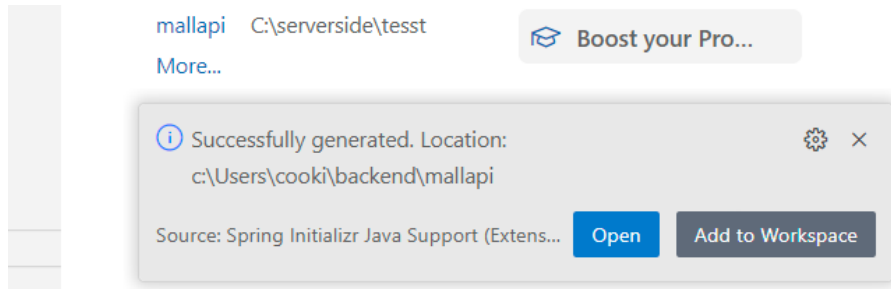 mallapi C:\serverside\tesst
Boost your Pro...
More...
Successfully generated. Location:
c:\Users\cooki\backend\mallapi
Source: Spring Initializr Java Support (Extens...
Open
Add to Workspace